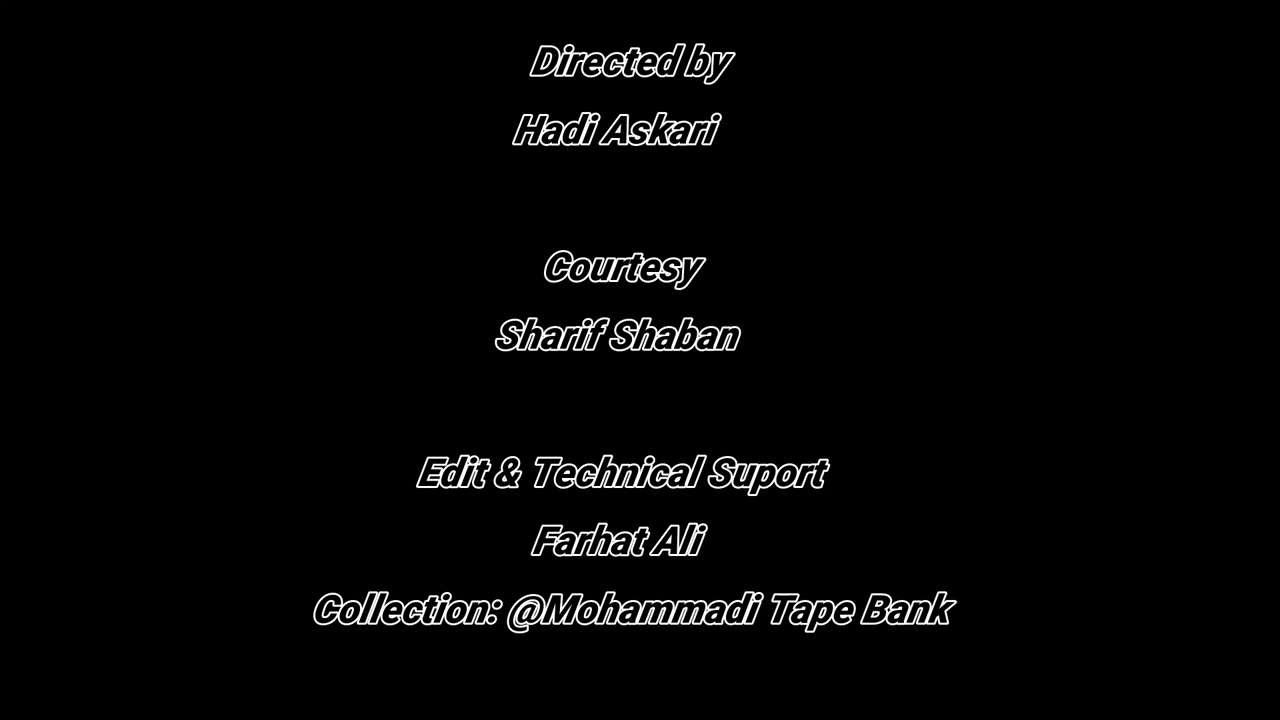 Directed by
Hadi Askari
Courtesy
Sharif Shaban
Edit & Technical Suport
Farhat Ali
Collection: @Mohammadi Tape Bank